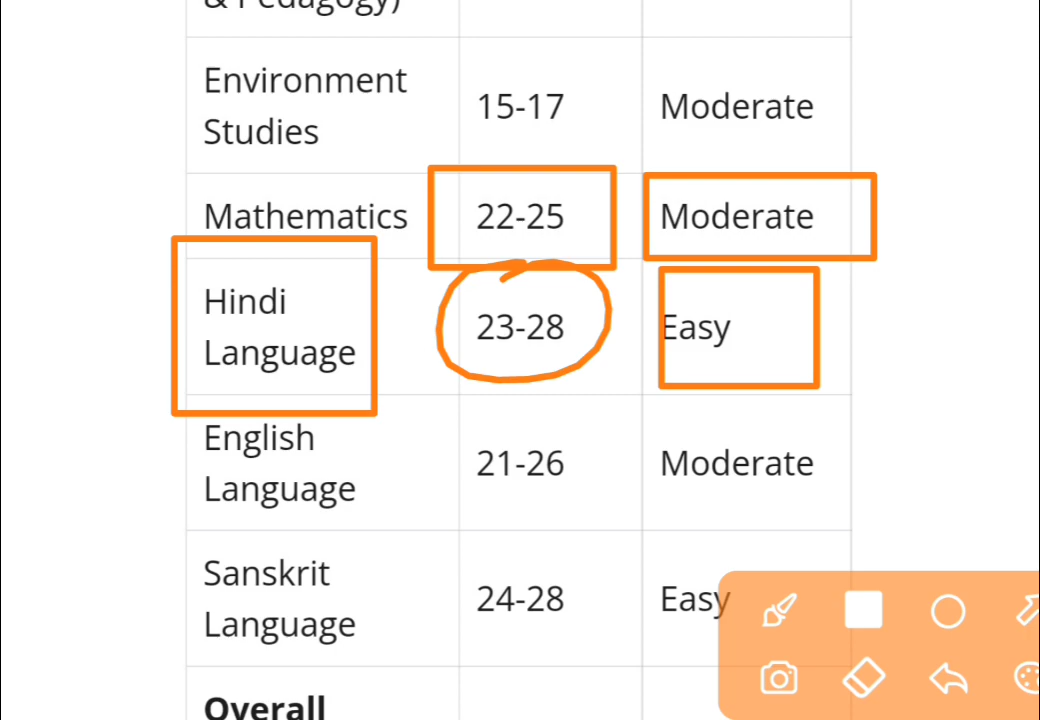 & Pedagogy)
Environment
Studies
15-17
Moderate
Mathematics
22-25
Moderate
Hindi
Language
23-28
Easy
English
Language
21-26
Moderate
Sanskrit
Language
24-28
Easy
Overall